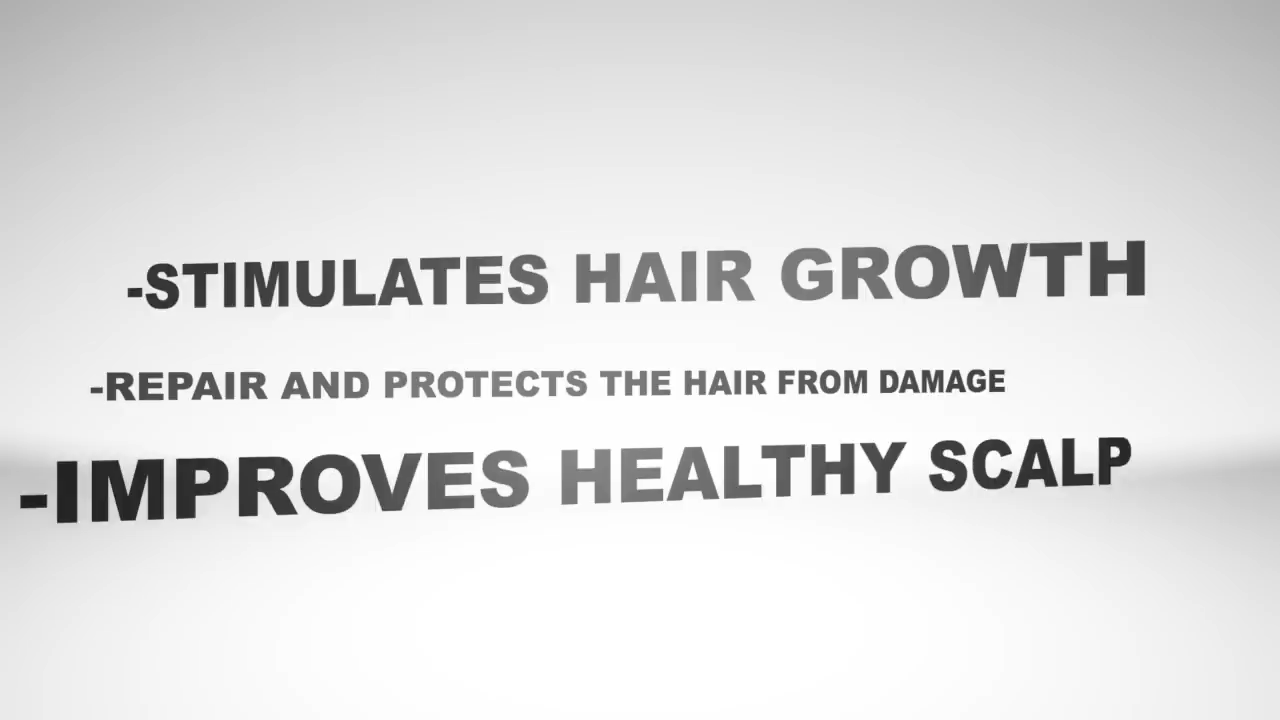 -STIMULATES HAIR GROWTH
-REPAIR AND PROTECTS THE HAIR FROM DAMAGE
-IMPROVES HEALTHY SCALP